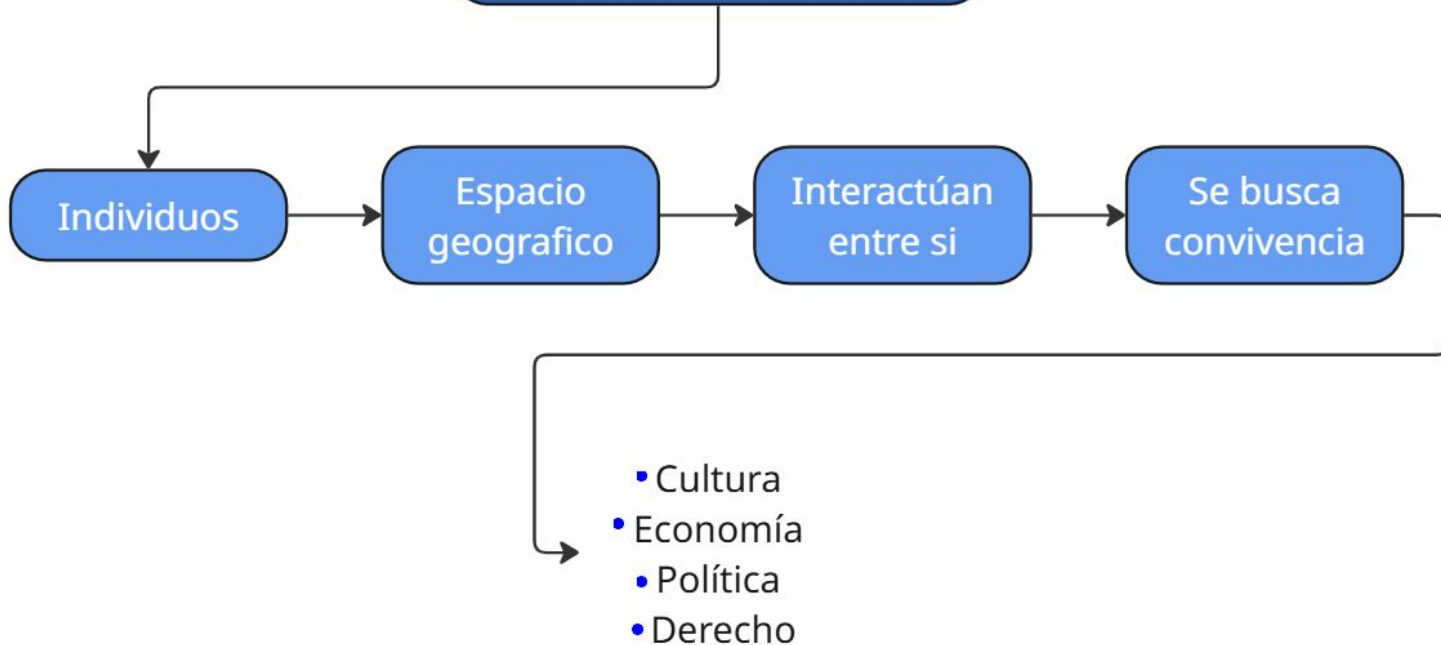 Individuos
Espacio
geografico
Interactúan
entre si
Se busca
convivencia
• Cultura
• Economía
• Política
• Derecho